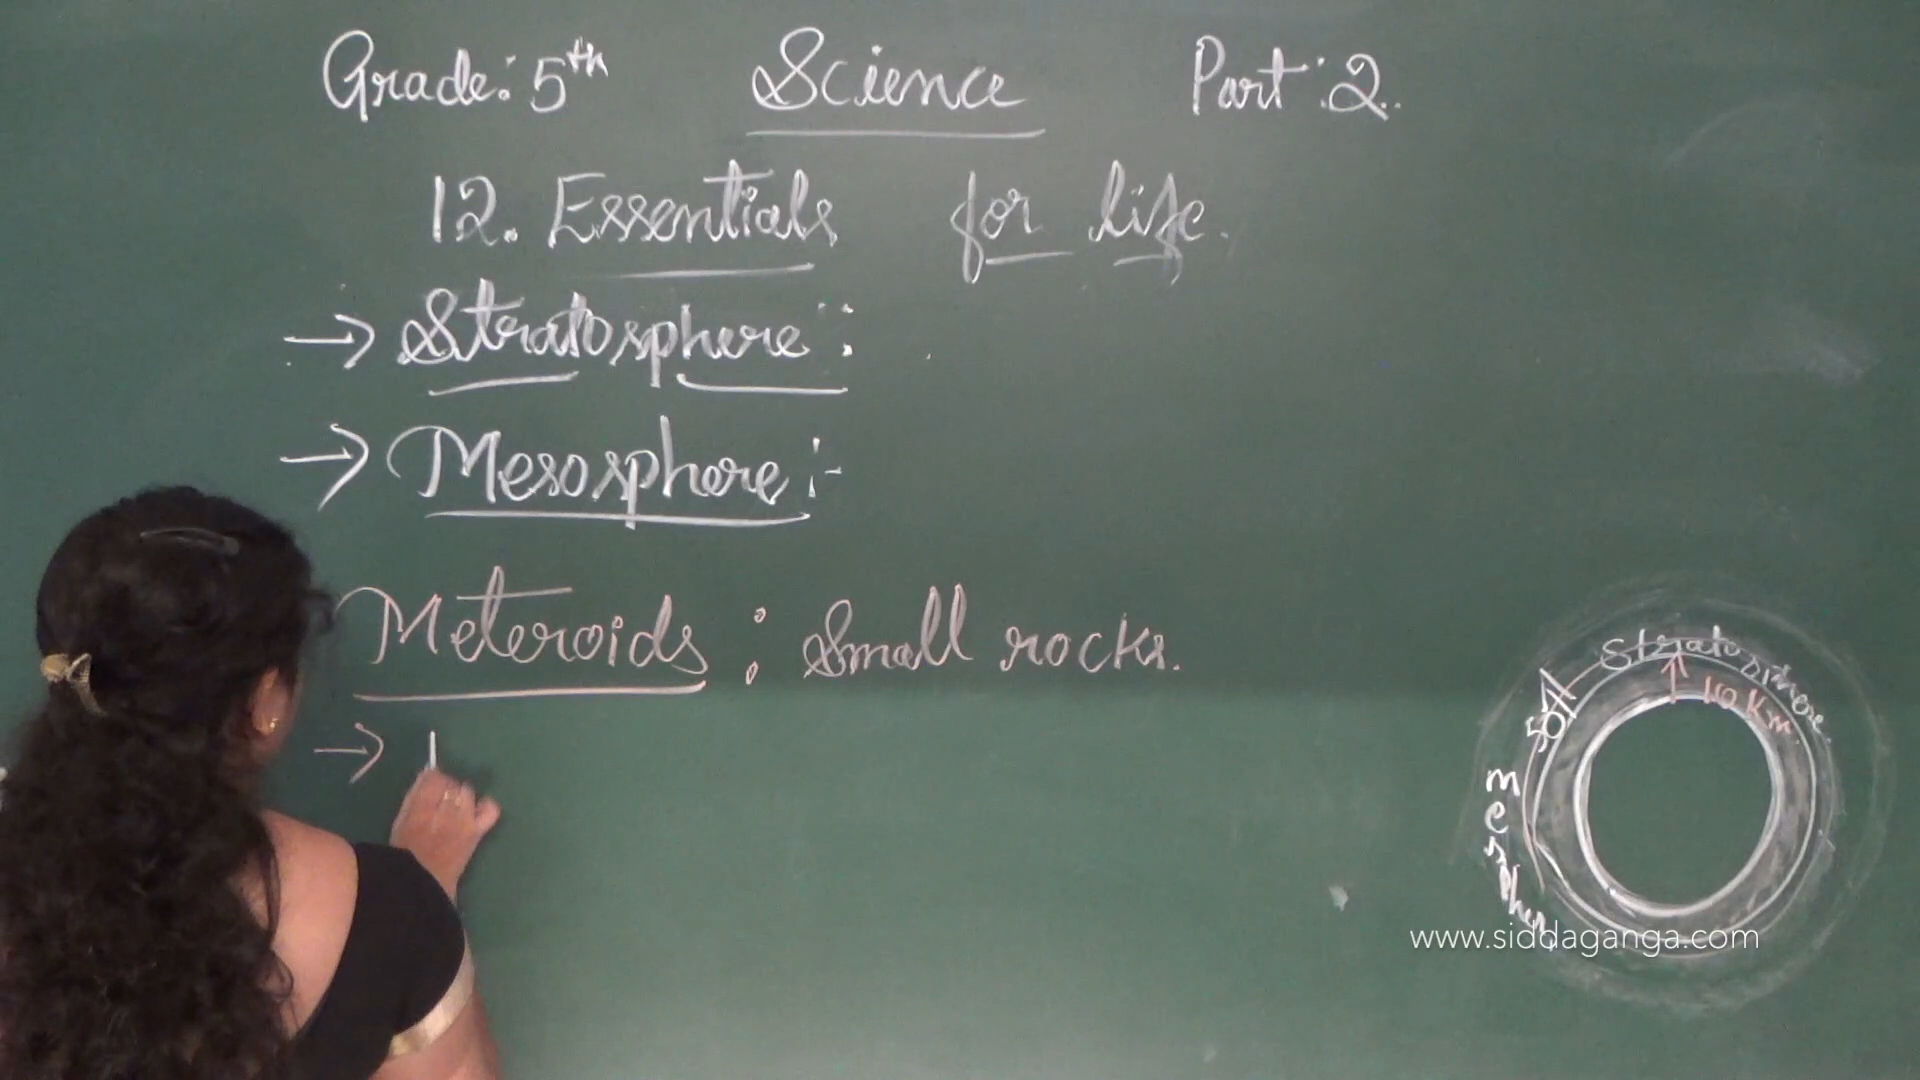 Grade: 5th Science Part: 2.
12. Essentials for life.
→ Stratosphere :
→ Mesosphere :-
Meteroids : Small rocks.
→
Stratosphere
10 Km.
50
www.siddaganga.com